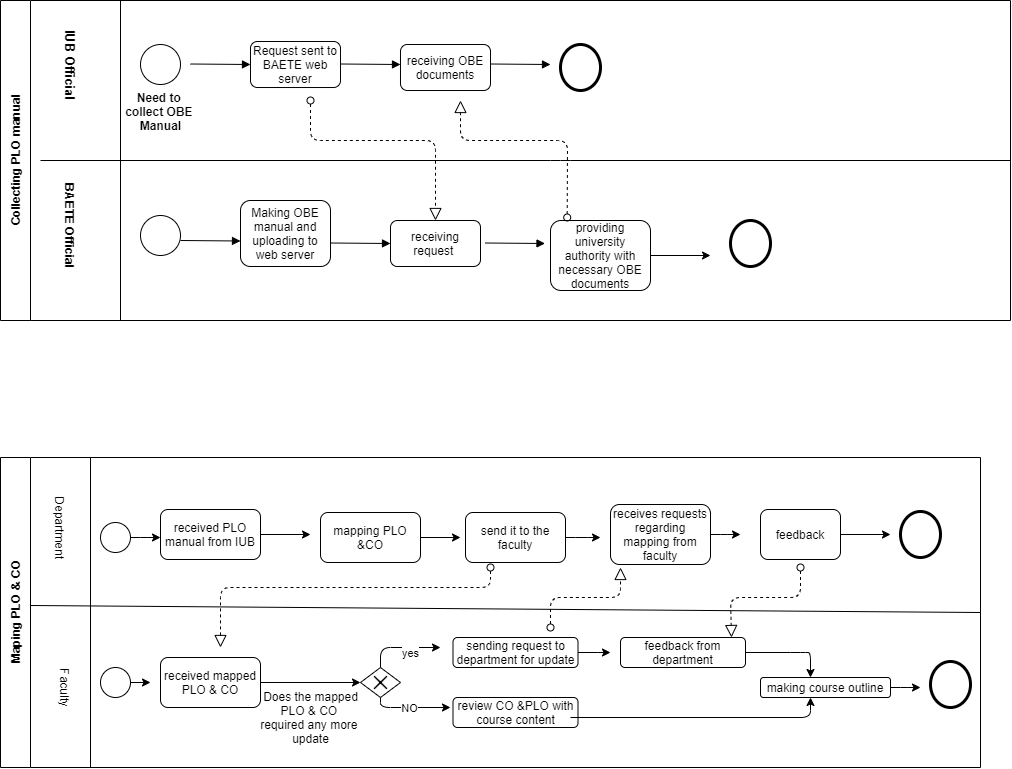 Collecting PLO manual
IUB Official
Need to
collect OBE
Manual
Request sent to
BAETE web
server
receiving OBE
documents
BAETE Official
Making OBE
manual and
uploading to
web server
receiving
request
providing
university
authority with
necessary OBE
documents
Maping PLO & CO
Department
received PLO
manual from IUB
mapping PLO
&CO
send it to the
faculty
receives requests
regarding
mapping from
faculty
feedback
Faculty
received mapped
PLO & CO
Does the mapped
PLO & CO
required any more
update
yes
sending request to
department for update
feedback from
department
making course outline
NO
review CO &PLO with
course content